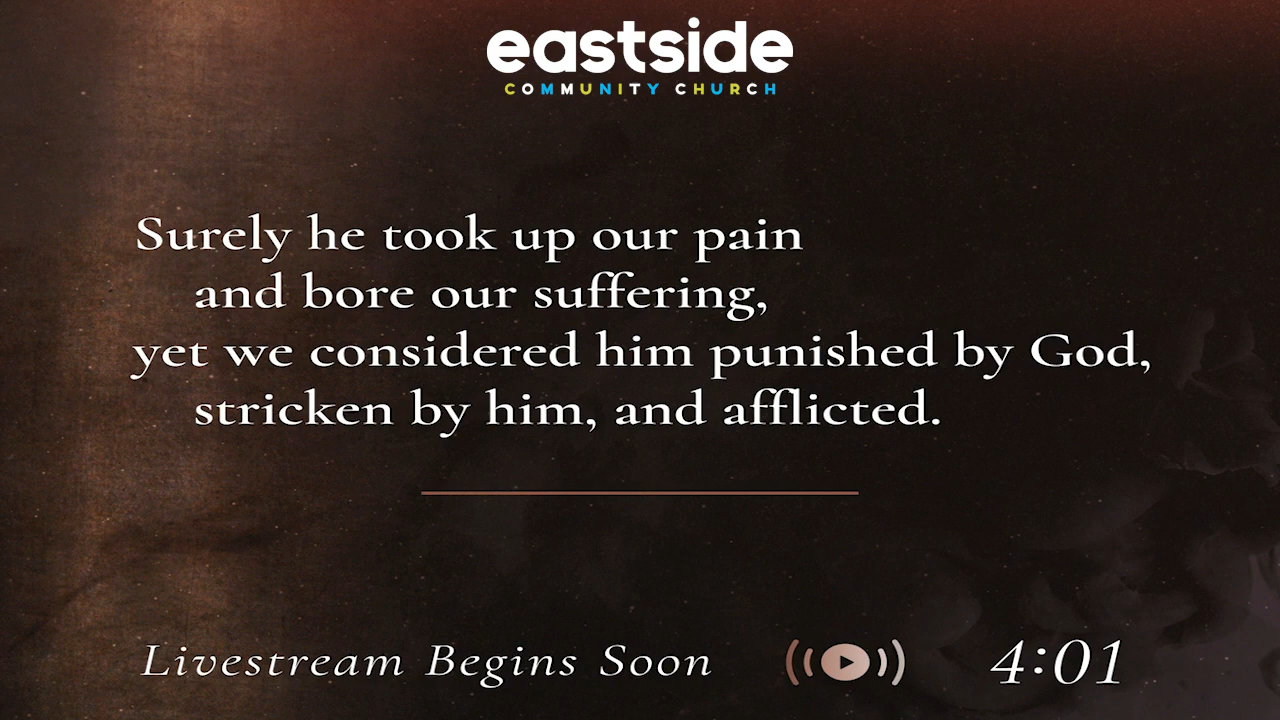 eastside
COMMUNITY CHURCH
Surely he took up our pain
and bore our suffering,
yet we considered him punished by God,
stricken by him, and afflicted.
Livestream Begins Soon 4:01